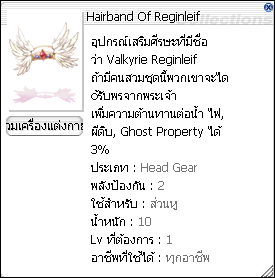 Hairband Of Reginleif
อุปกรณ์เสริมศีรษะที่มีชื่อ
ว่า Valkyrie Reginleif
ถ้ามีคนสวมชุดนี้พวกเขาจะได
้รับพรจากพระเจ้า
เพิ่มความต้านทานต่อน้ำ ไฟ,
ผีดิบ, Ghost Property ได้
3%
ประเภท : Head Gear
พลังป้องกัน : 2
ใช้สำหรับ : ส่วนหู
น้ำหนัก : 10
Lv ที่ต้องการ : 1
อาชีพที่ใช้ได้ : ทุกอาชีพ
วมเครื่องแต่งกาย